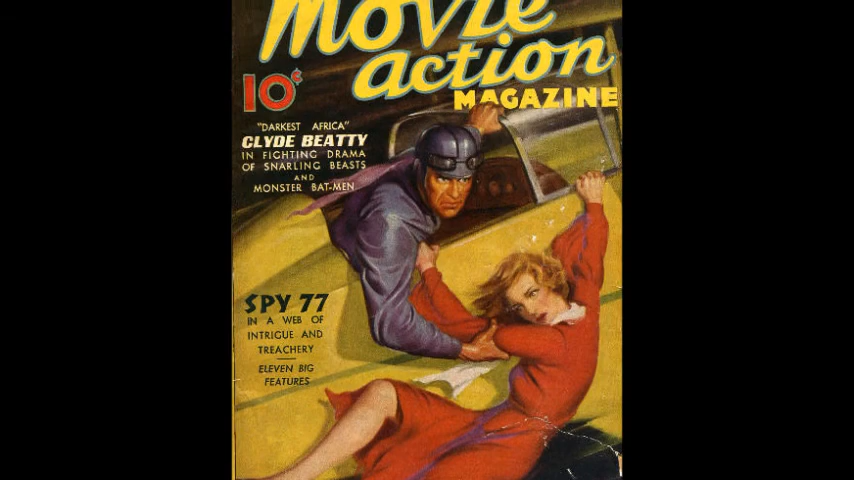 Movie
action
MAGAZINE
10¢
"DARKEST AFRICA"
CLYDE BEATTY
IN FIGHTING DRAMA
OF SNARLING BEASTS
AND
MONSTER BAT-MEN
SPY 77
IN A WEB OF
INTRIGUE AND
TREACHERY
ELEVEN BIG
FEATURES